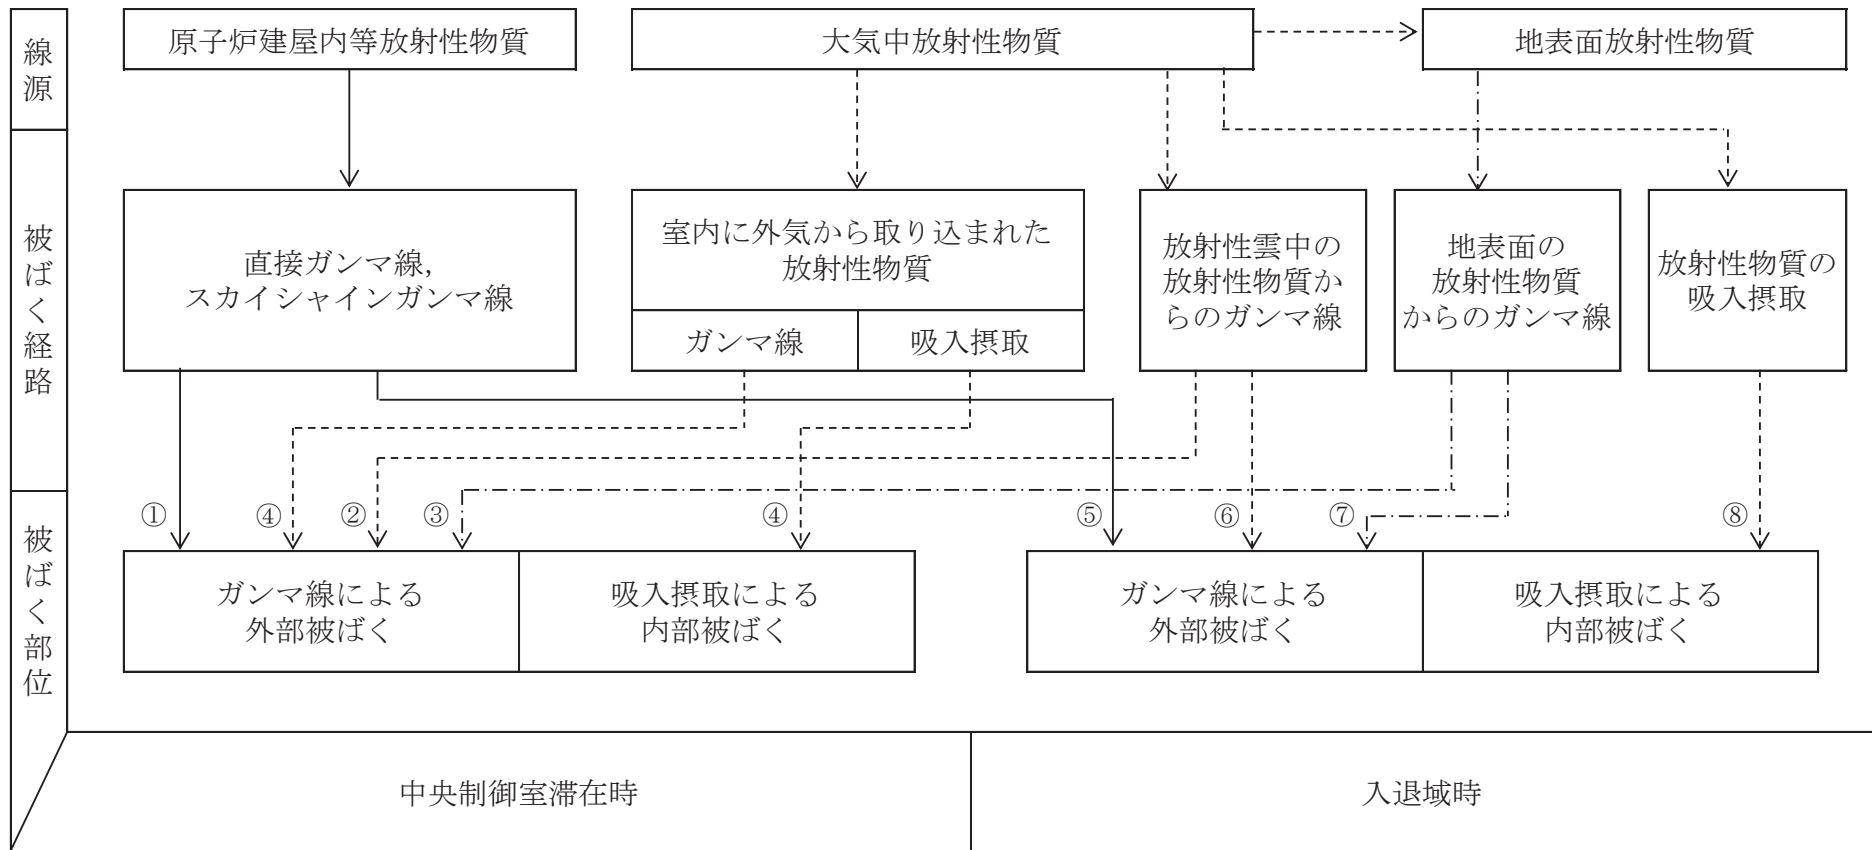 線源
原子炉建屋内等放射性物質
大気中放射性物質
地表面放射性物質
被ばく経路
直接ガンマ線,
スカイシャインガンマ線
室内に外気から取り込まれた
放射性物質
ガンマ線
吸入摂取
放射性雲中の
放射性物質か
らのガンマ線
地表面の
放射性物質
からのガンマ線
放射性物質の
吸入摂取
被ばく部位
①
④
②
③
④
⑤
⑥
⑦
⑧
ガンマ線による
外部被ばく
吸入摂取による
内部被ばく
ガンマ線による
外部被ばく
吸入摂取による
内部被ばく
中央制御室滞在時
入退域時